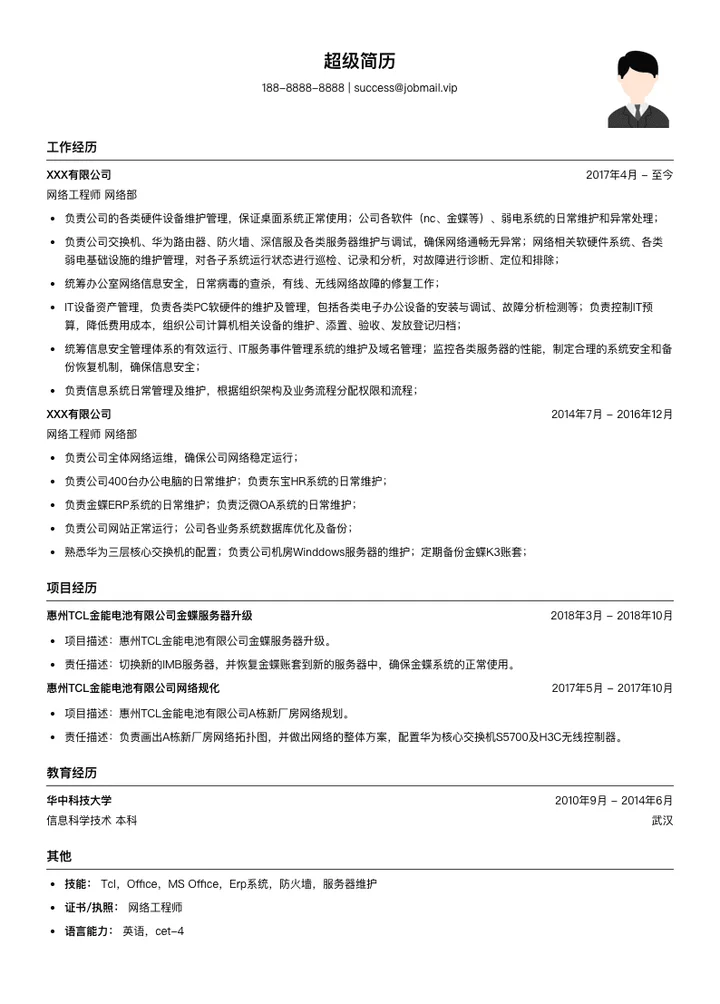 超级简历
188-8888-8888 | success@jobmail.vip
工作经历
XXX有限公司 2017年4月 – 至今
网络工程师 网络部
• 负责公司的各类硬件设备维护管理，保证桌面系统正常使用；公司各软件（nc、金蝶等）、弱电系统的日常维护和异常处理；
• 负责公司交换机、华为路由器、防火墙、深信服及各类服务器维护与调试，确保网络通畅无异常；网络相关软硬件系统、各类
弱电基础设施的维护管理，对各子系统运行状态进行巡检、记录和分析，对故障进行诊断、定位和排除；
• 统筹办公室网络信息安全，日常病毒的查杀，有线、无线网络故障的修复工作；
• IT设备资产管理，负责各类PC软硬件的维护及管理，包括各类电子办公设备的安装与调试、故障分析检测等；负责控制IT预
算，降低费用成本，组织公司计算机相关设备的维护、添置、验收、发放登记归档；
• 统筹信息安全管理体系的有效运行、IT服务事件管理系统的维护及域名管理；监控各类服务器的性能，制定合理的系统安全和备
份恢复机制，确保信息安全；
• 负责信息系统日常管理及维护，根据组织架构及业务流程分配权限和流程；
XXX有限公司 2014年7月 – 2016年12月
网络工程师 网络部
• 负责公司全体网络运维，确保公司网络稳定运行；
• 负责公司400台办公电脑的日常维护；负责东宝HR系统的日常维护；
• 负责金蝶ERP系统的日常维护；负责泛微OA系统的日常维护；
• 负责公司网站正常运行；公司各业务系统数据库优化及备份；
• 熟悉华为三层核心交换机的配置；负责公司机房Winddows服务器的维护；定期备份金蝶K3账套；
项目经历
惠州TCL金能电池有限公司金蝶服务器升级 2018年3月 – 2018年10月
• 项目描述：惠州TCL金能电池有限公司金蝶服务器升级。
• 责任描述：切换新的IMB服务器，并恢复金蝶账套到新的服务器中，确保金蝶系统的正常使用。
惠州TCL金能电池有限公司网络规化 2017年5月 – 2017年10月
• 项目描述：惠州TCL金能电池有限公司A栋新厂房网络规划。
• 责任描述：负责画出A栋新厂房网络拓扑图，并做出网络的整体方案，配置华为核心交换机S5700及H3C无线控制器。
教育经历
华中科技大学 2010年9月 – 2014年6月
信息科学技术 本科 武汉
其他
• 技能： Tcl，Office，MS Office，Erp系统，防火墙，服务器维护
• 证书/执照： 网络工程师
• 语言能力： 英语，cet-4